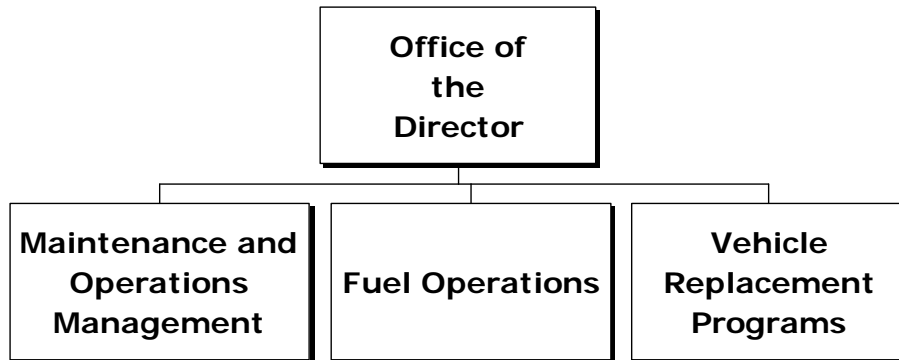 Office of
the
Director
Maintenance and
Operations
Management
Fuel Operations
Vehicle
Replacement
Programs